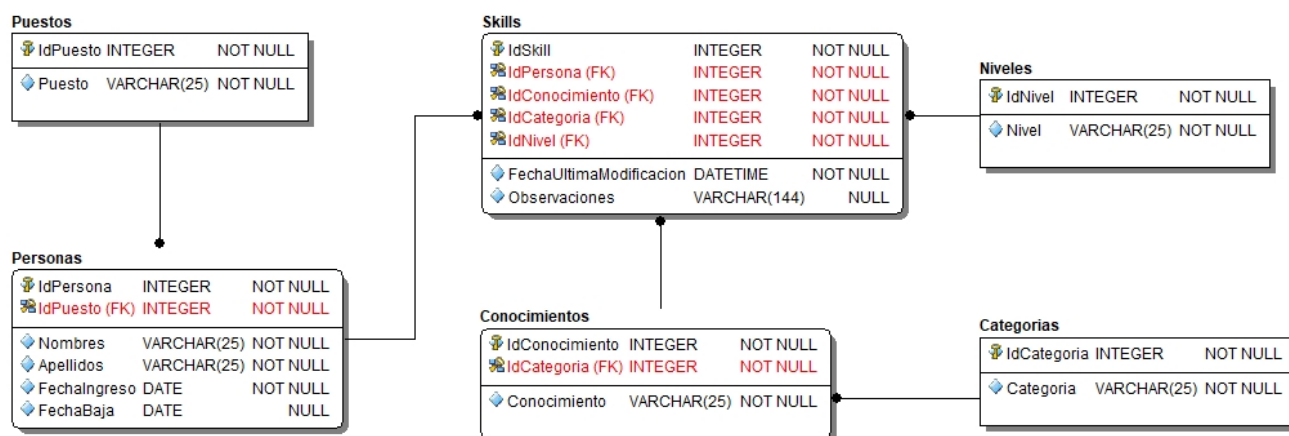 Puestos
IdPuesto INTEGER NOT NULL
Puesto VARCHAR(25) NOT NULL
Skills
IdSkill INTEGER NOT NULL
IdPersona (FK) INTEGER NOT NULL
IdConocimiento (FK) INTEGER NOT NULL
IdCategoria (FK) INTEGER NOT NULL
IdNivel (FK) INTEGER NOT NULL
FechaUltimaModificacion DATETIME NOT NULL
Observaciones VARCHAR(144) NULL
Niveles
IdNivel INTEGER NOT NULL
Nivel VARCHAR(25) NOT NULL
Personas
IdPersona INTEGER NOT NULL
IdPuesto (FK) INTEGER NOT NULL
Nombres VARCHAR(25) NOT NULL
Apellidos VARCHAR(25) NOT NULL
FechaIngreso DATE NOT NULL
FechaBaja DATE NULL
Conocimientos
IdConocimiento INTEGER NOT NULL
IdCategoria (FK) INTEGER NOT NULL
Conocimiento VARCHAR(25) NOT NULL
Categorias
IdCategoria INTEGER NOT NULL
Categoria VARCHAR(25) NOT NULL